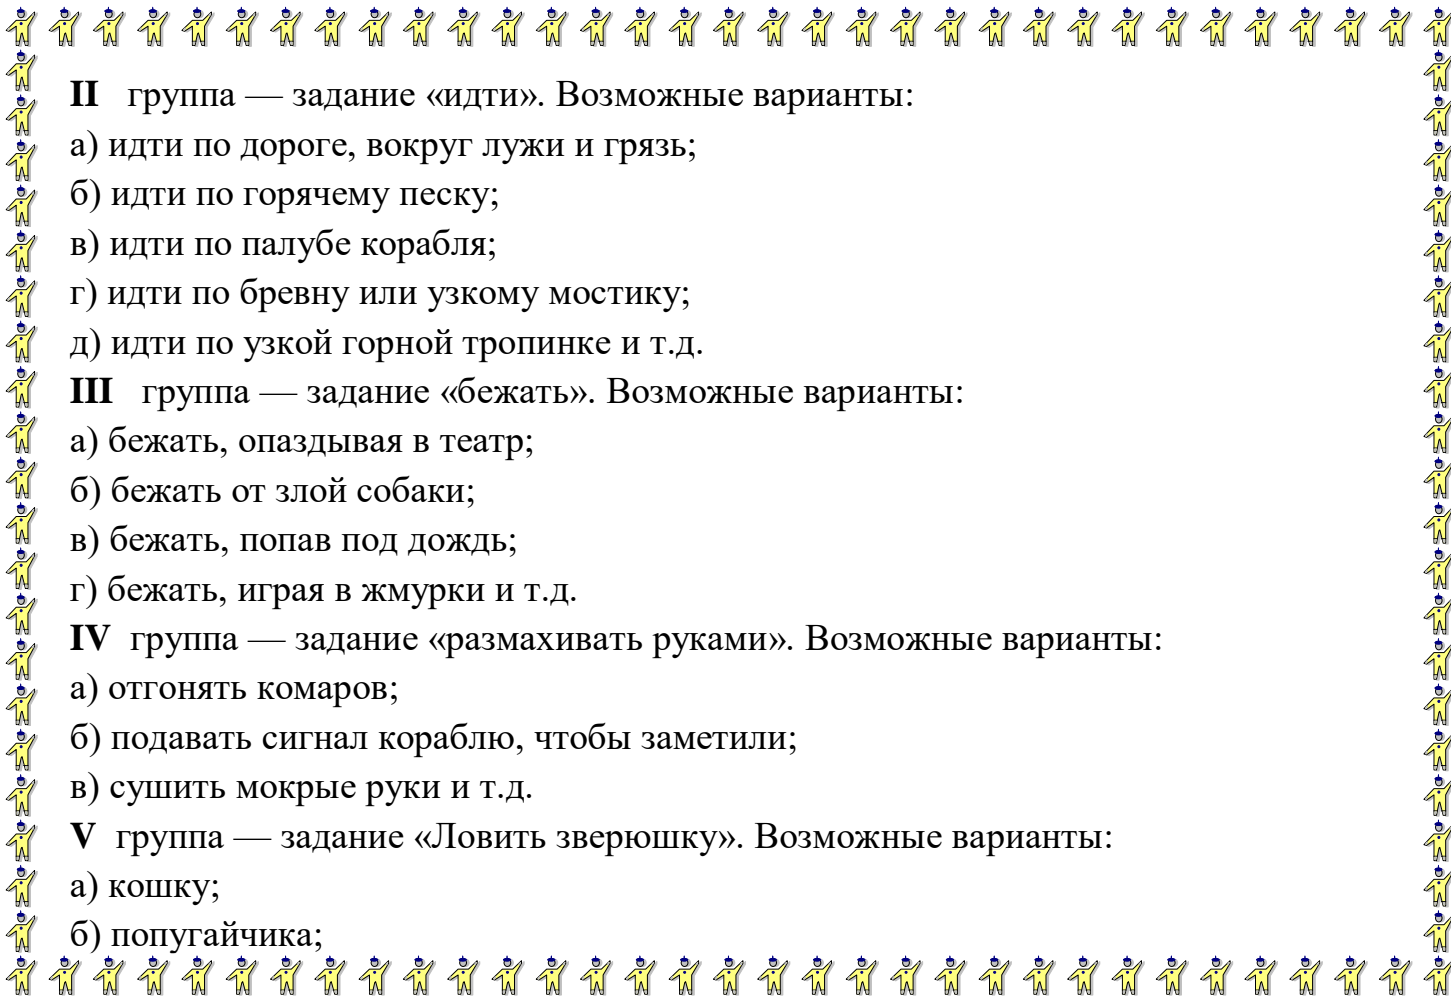 II группа — задание «идти». Возможные варианты:
а) идти по дороге, вокруг лужи и грязь;
б) идти по горячему песку;
в) идти по палубе корабля;
г) идти по бревну или узкому мостику;
д) идти по узкой горной тропинке и т.д.
III группа — задание «бежать». Возможные варианты:
а) бежать, опаздывая в театр;
б) бежать от злой собаки;
в) бежать, попав под дождь;
г) бежать, играя в жмурки и т.д.
IV группа — задание «размахивать руками». Возможные варианты:
а) отгонять комаров;
б) подавать сигнал кораблю, чтобы заметили;
в) сушить мокрые руки и т.д.
V группа — задание «Ловить зверюшку». Возможные варианты:
а) кошку;
б) попугайчика;